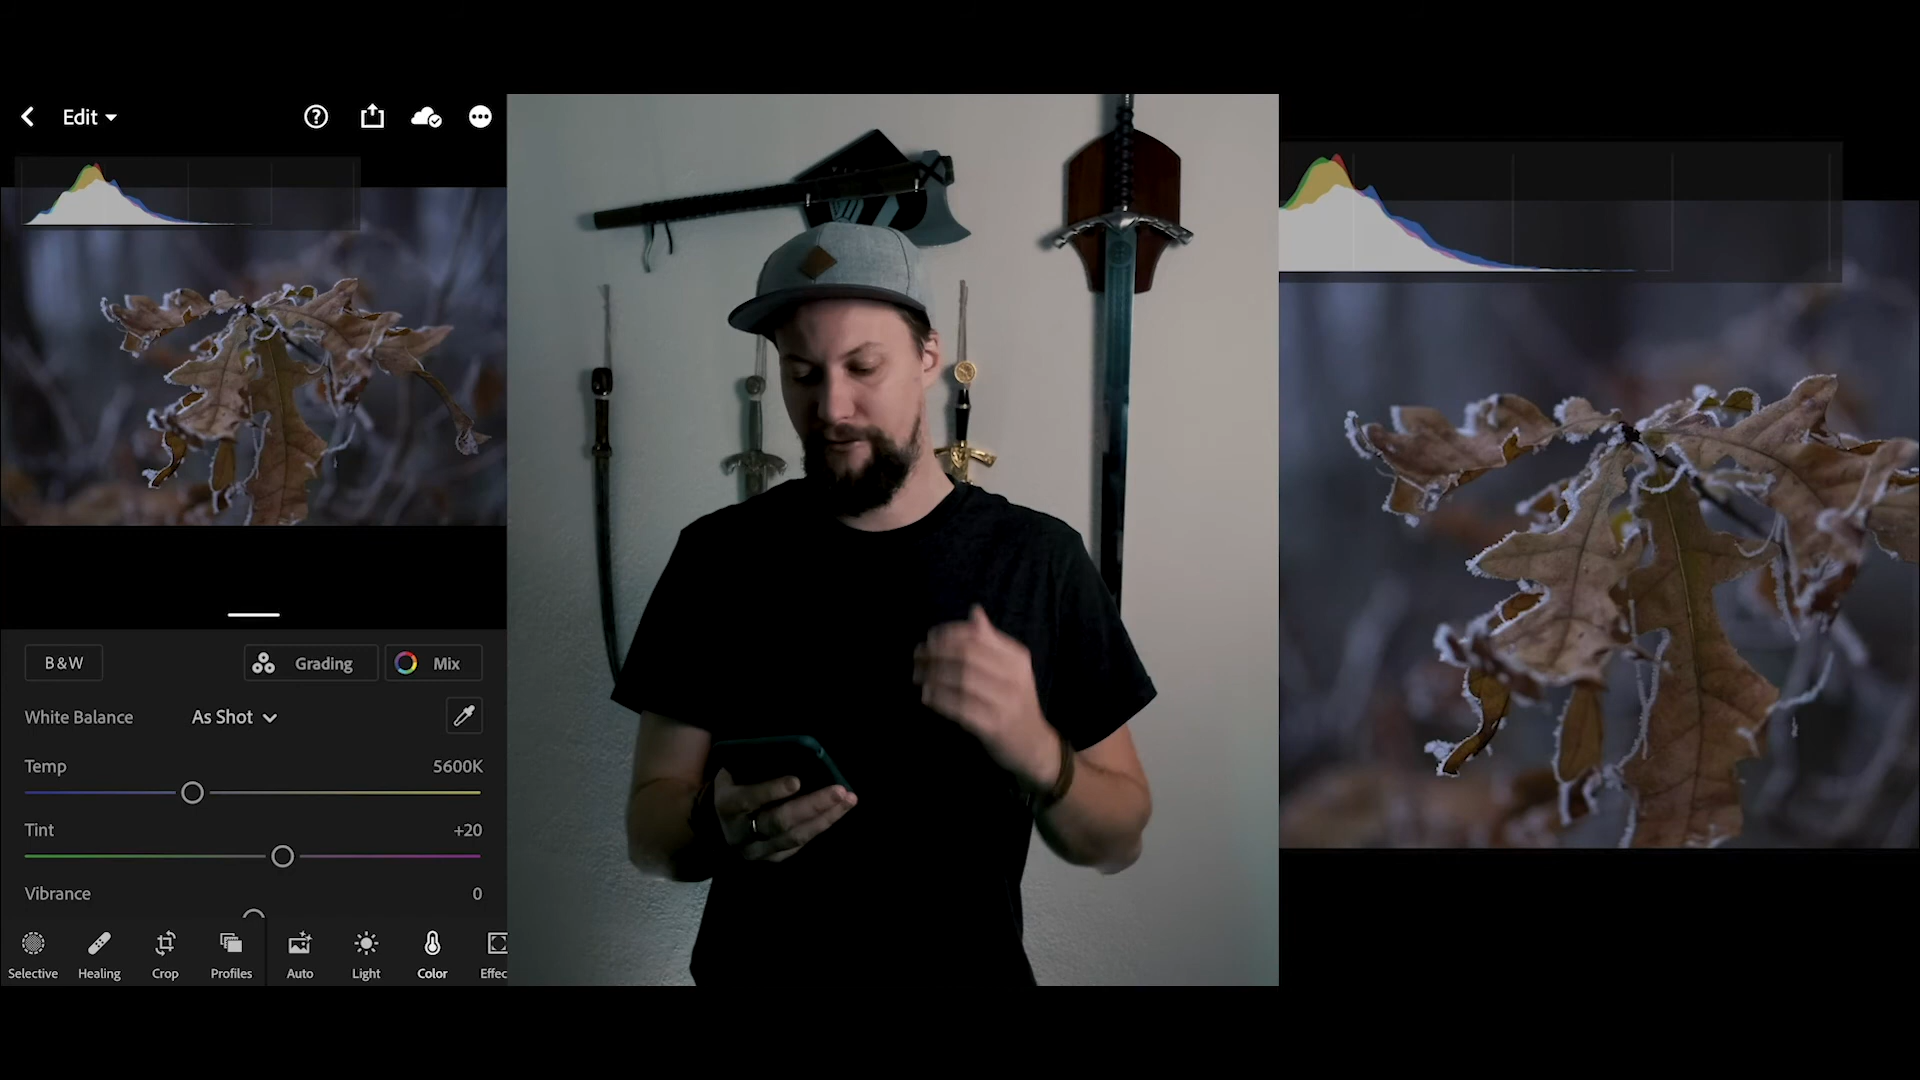 Edit
B&W
Grading
Mix
White Balance
As Shot
Temp
5600K
Tint
+20
Vibrance
0
Selective
Healing
Crop
Profiles
Auto
Light
Color
Effec